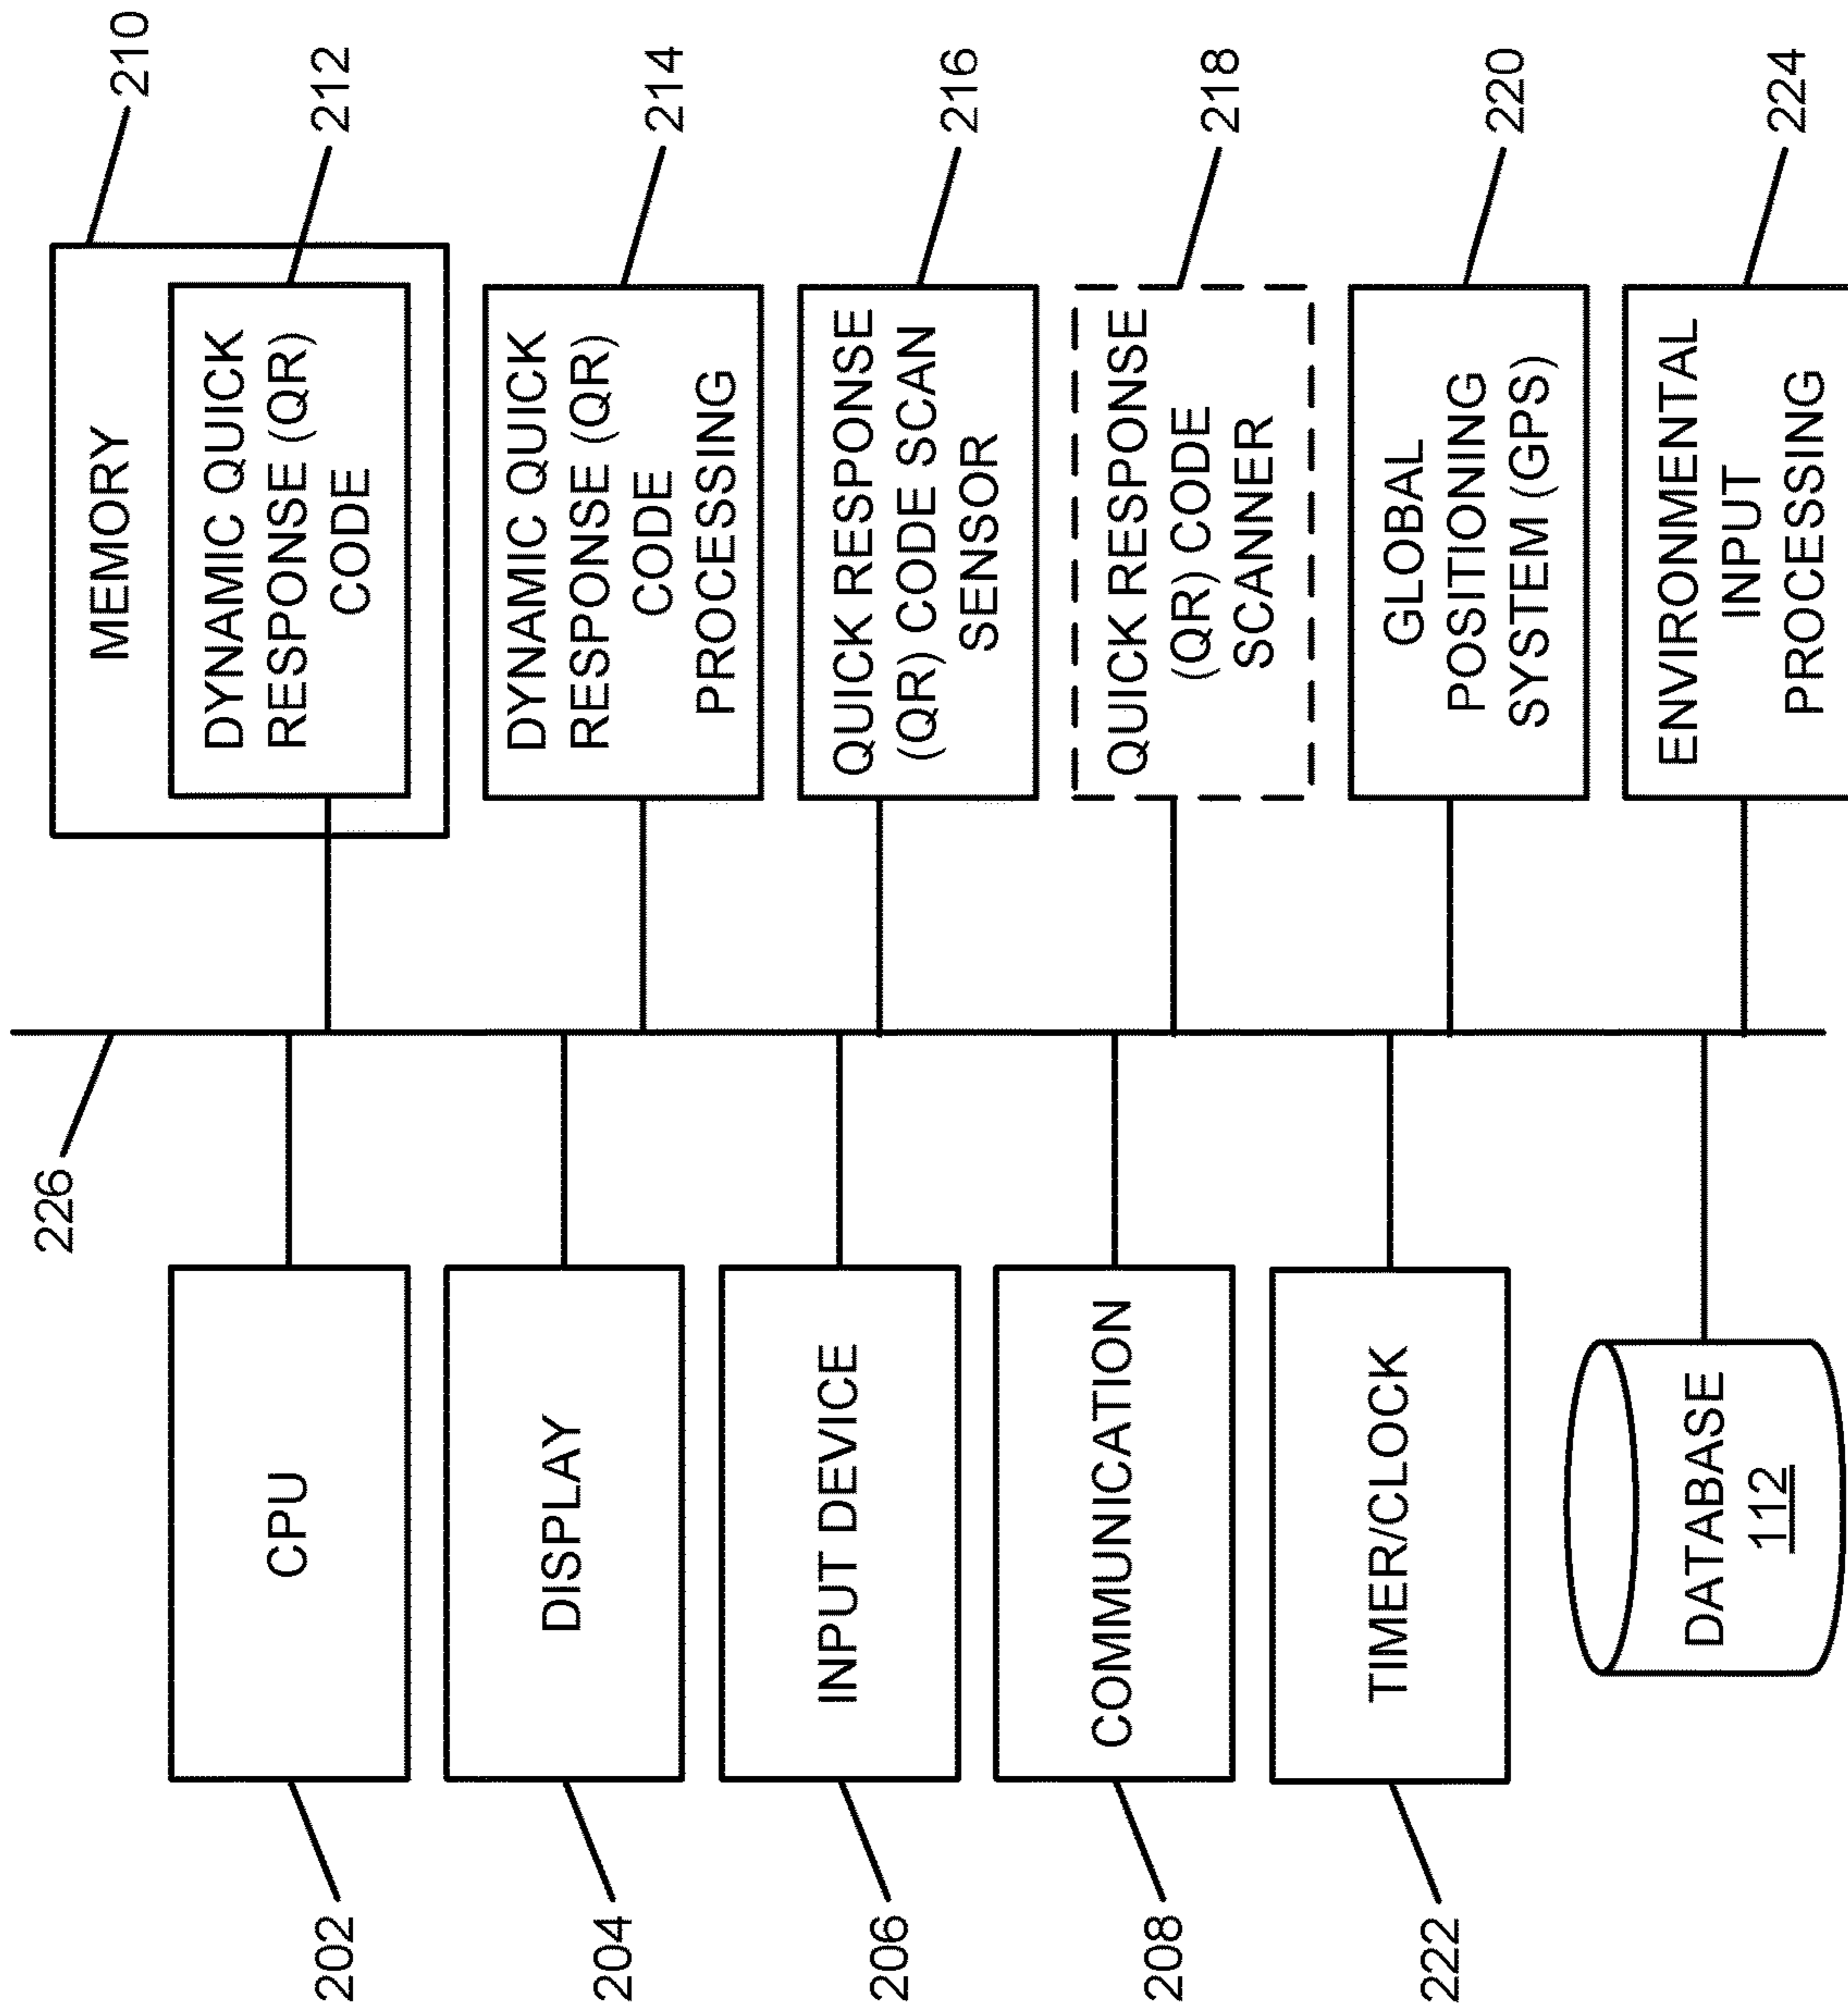 226
210
MEMORY
212
DYNAMIC QUICK
RESPONSE (QR)
CODE
214
DYNAMIC QUICK
RESPONSE (QR)
CODE
PROCESSING
216
QUICK RESPONSE
(QR) CODE SCAN
SENSOR
218
QUICK RESPONSE
(QR) CODE
SCANNER
220
GLOBAL
POSITIONING
SYSTEM (GPS)
224
ENVIRONMENTAL
INPUT
PROCESSING
202
CPU
204
DISPLAY
206
INPUT DEVICE
208
COMMUNICATION
222
TIMER/CLOCK
DATABASE
112